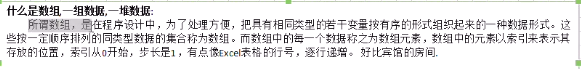 什么是数组,一组数据,一堆数据:
所谓数组，是在程序设计中，为了处理方便，把具有相同类型的若干变量按有序的形式组织起来的一种数据形式。这
些按一定顺序排列的同类型数据的集合称为数组。而数组中的每一个数据称之为数组元素，数组中的元素以索引来表示其
存放的位置，索引从0开始，步长是1，有点像Excel表格的行号，逐行递增。 好比宾馆的房间.